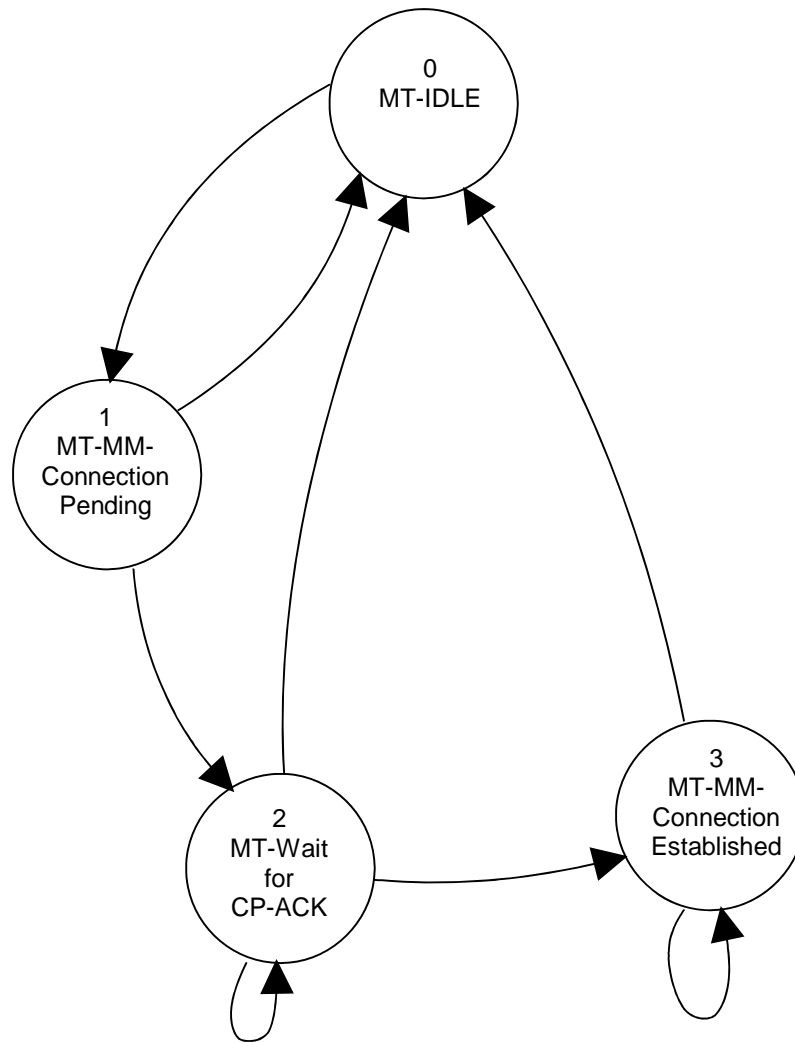 0
MT-IDLE
1
MT-MM-
Connection
Pending
2
MT-Wait
for
CP-ACK
3
MT-MM-
Connection
Established